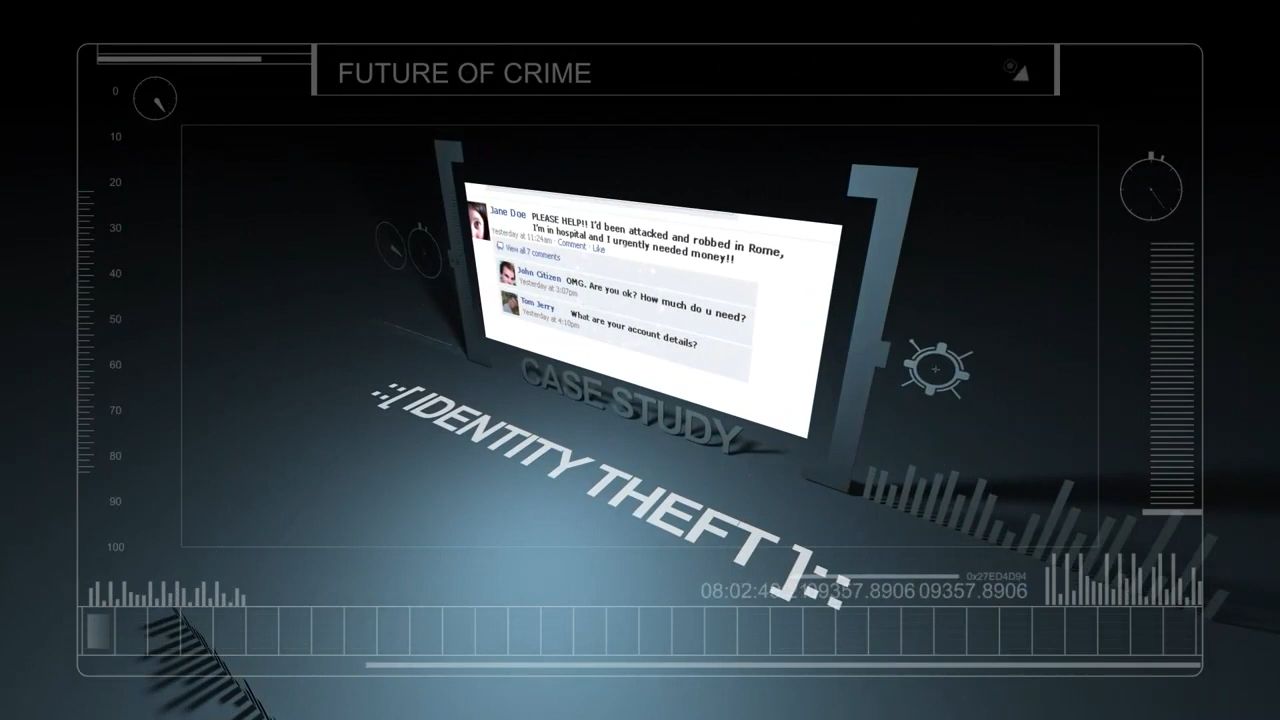 FUTURE OF CRIME
0
10
20
30
40
50
60
70
80
90
100
Jane Doe PLEASE HELP!! I'd been attacked and robbed in Rome,
I'm in hospital and I urgently needed money!!
Yesterday at 11:24am · Comment · Like
View all 7 comments
John Citizen OMG. Are you ok? How much do u need?
Yesterday at 3:07pm
Tom Jerry What are your account details?
Yesterday at 4:10pm
CASE STUDY
::[ IDENTITY THEFT ]::
0x27ED4D94
09357.8906